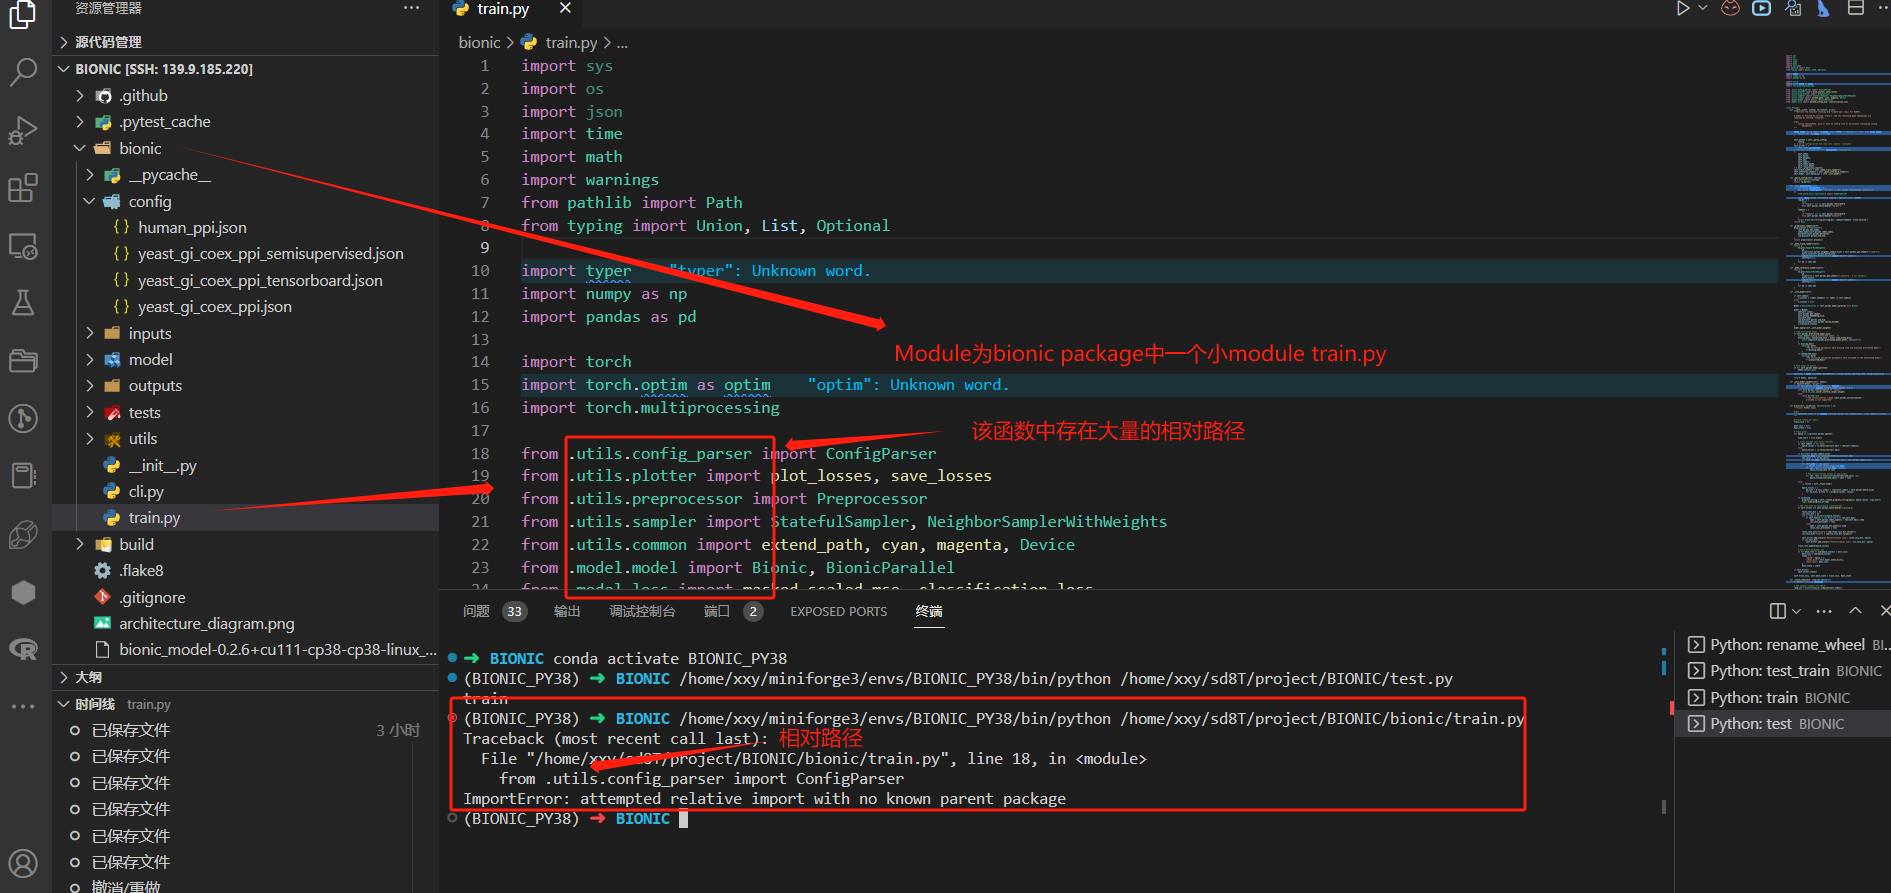 资源管理器
源代码管理
BIONIC [SSH: 139.9.185.220]
.github
.pytest_cache
bionic
__pycache__
config
human_ppi.json
yeast_gi_coex_ppi_semisupervised.json
yeast_gi_coex_ppi_tensorboard.json
yeast_gi_coex_ppi.json
inputs
model
outputs
tests
utils
__init__.py
cli.py
train.py
build
.flake8
.gitignore
architecture_diagram.png
bionic_model-0.2.6+cu111-cp38-cp38-linux_...
大纲
时间线 train.py
已保存文件 3 小时
已保存文件
已保存文件
已保存文件
已保存文件
已保存文件
撤消/重做
train.py
bionic > train.py > ...
1 import sys
2 import os
3 import json
4 import time
5 import math
6 import warnings
7 from pathlib import Path
8 from typing import Union, List, Optional
9
10 import typer "typer": Unknown word.
11 import numpy as np
12 import pandas as pd
13
14 import torch
15 import torch.optim as optim "optim": Unknown word.
16 import torch.multiprocessing
17
18 from .utils.config_parser import ConfigParser
19 from .utils.plotter import plot_losses, save_losses
20 from .utils.preprocessor import Preprocessor
21 from .utils.sampler import StatefulSampler, NeighborSamplerWithWeights
22 from .utils.common import extend_path, cyan, magenta, Device
23 from .model.model import Bionic, BionicParallel
24 from .model.loss import masked_scaled_mse, classification_loss
Module为bionic package中一个小module train.py
该函数中存在大量的相对路径
问题 33 输出 调试控制台 端口 2 EXPOSED PORTS 终端
➜ BIONIC conda activate BIONIC_PY38
(BIONIC_PY38) ➜ BIONIC /home/xxy/miniforge3/envs/BIONIC_PY38/bin/python /home/xxy/sd8T/project/BIONIC/test.py
train
(BIONIC_PY38) ➜ BIONIC /home/xxy/miniforge3/envs/BIONIC_PY38/bin/python /home/xxy/sd8T/project/BIONIC/bionic/train.py
Traceback (most recent call last): 相对路径
File "/home/xxy/sd8T/project/BIONIC/bionic/train.py", line 18, in <module>
from .utils.config_parser import ConfigParser
ImportError: attempted relative import with no known parent package
(BIONIC_PY38) ➜ BIONIC
Python: rename_wheel BI...
Python: test_train BIONIC
Python: train BIONIC
Python: test BIONIC